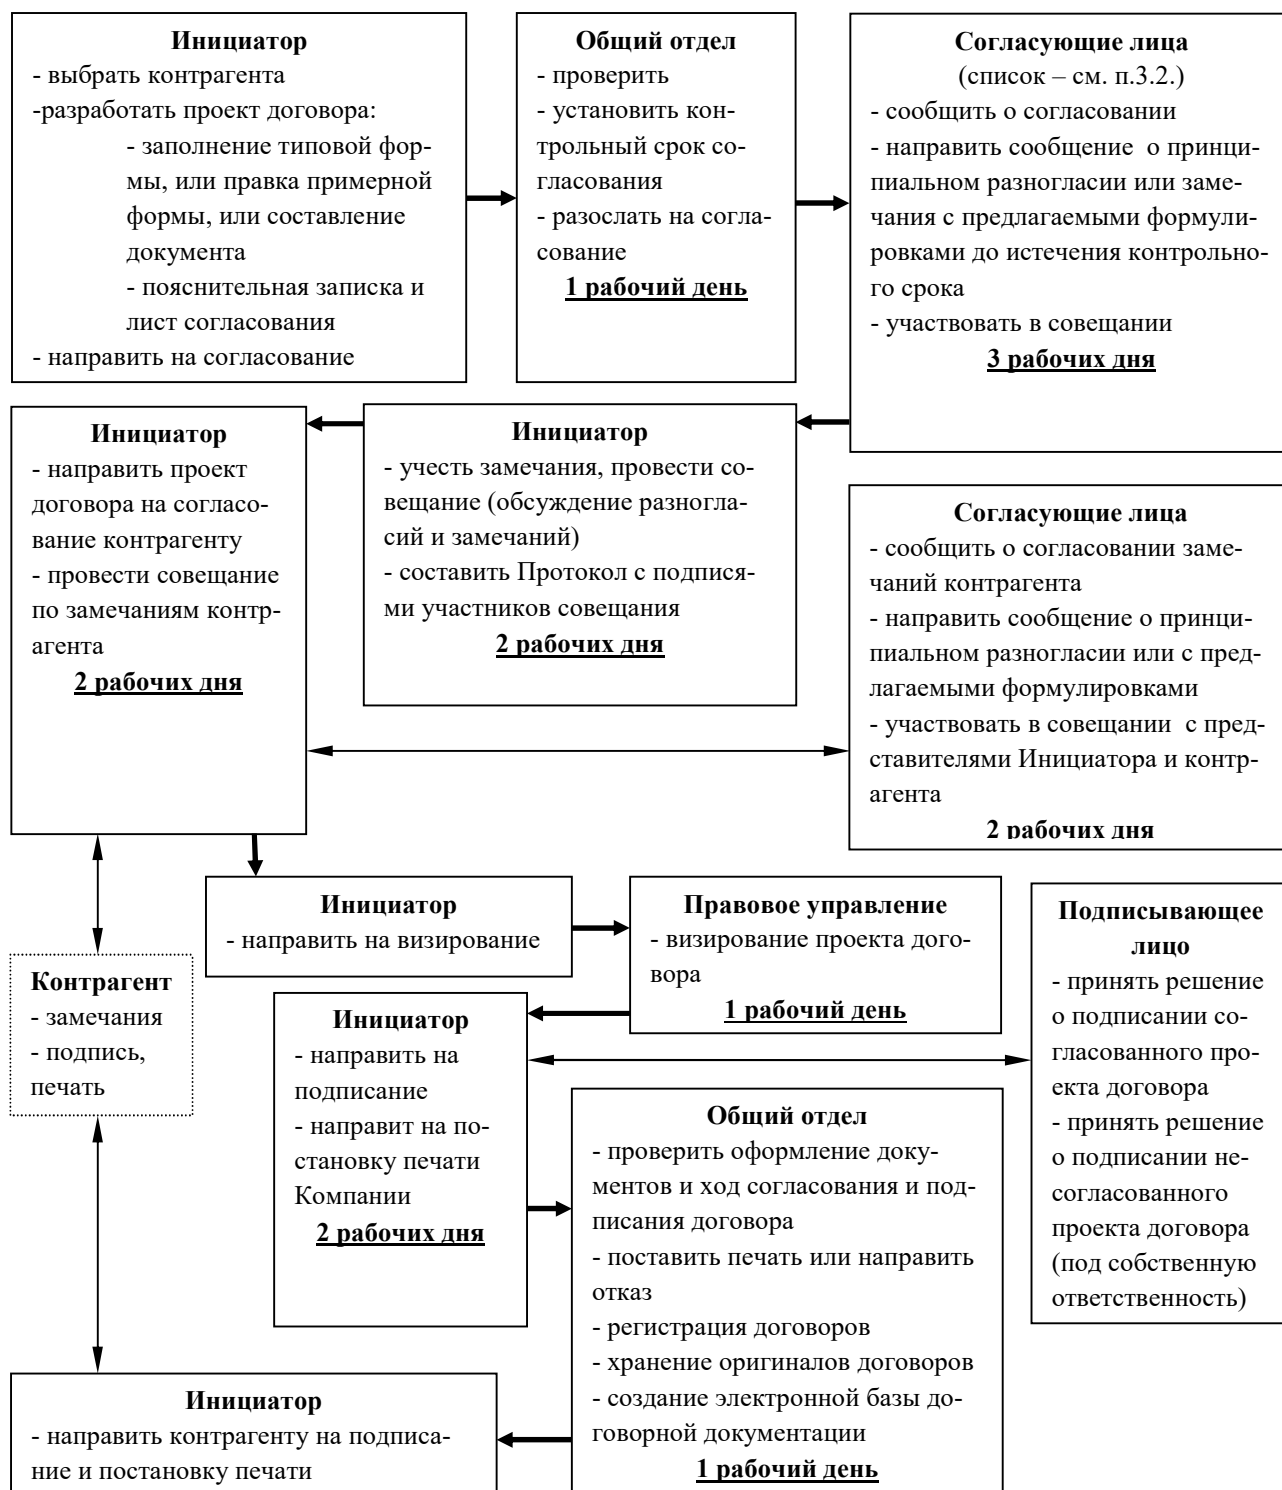 Инициатор
- выбрать контрагента
-разработать проект договора:
- заполнение типовой фор-
мы, или правка примерной
формы, или составление
документа
- пояснительная записка и
лист согласования
- направить на согласование
Общий отдел
- проверить
- установить кон-
трольный срок со-
гласования
- разослать на согла-
сование
1 рабочий день
Согласующие лица
(список – см. п.3.2.)
- сообщить о согласовании
- направить сообщение о принци-
пиальном разногласии или заме-
чания с предлагаемыми формули-
ровками до истечения контрольно-
го срока
- участвовать в совещании
3 рабочих дня
Инициатор
- направить проект
договора на согласо-
вание контрагенту
- провести совещание
по замечаниям контр-
агента
2 рабочих дня
Инициатор
- учесть замечания, провести со-
вещание (обсуждение разногла-
сий и замечаний)
- составить Протокол с подпися-
ми участников совещания
2 рабочих дня
Согласующие лица
- сообщить о согласовании заме-
чаний контрагента
- направить сообщение о принци-
пиальном разногласии или с пред-
лагаемыми формулировками
- участвовать в совещании с пред-
ставителями Инициатора и контр-
агента
2 рабочих дня
Инициатор
- направить на визирование
Правовое управление
- визирование проекта дого-
вора
1 рабочий день
Подписывающее
лицо
- принять решение
о подписании со-
гласованного про-
екта договора
- принять решение
о подписании не-
согласованного
проекта договора
(под собственную
ответственность)
Контрагент
- замечания
- подпись,
печать
Инициатор
- направить на
подписание
- направит на по-
становку печати
Компании
2 рабочих дня
Общий отдел
- проверить оформление доку-
ментов и ход согласования и под-
писания договора
- поставить печать или направить
отказ
- регистрация договоров
- хранение оригиналов договоров
- создание электронной базы до-
говорной документации
1 рабочий день
Инициатор
- направить контрагенту на подписа-
ние и постановку печати